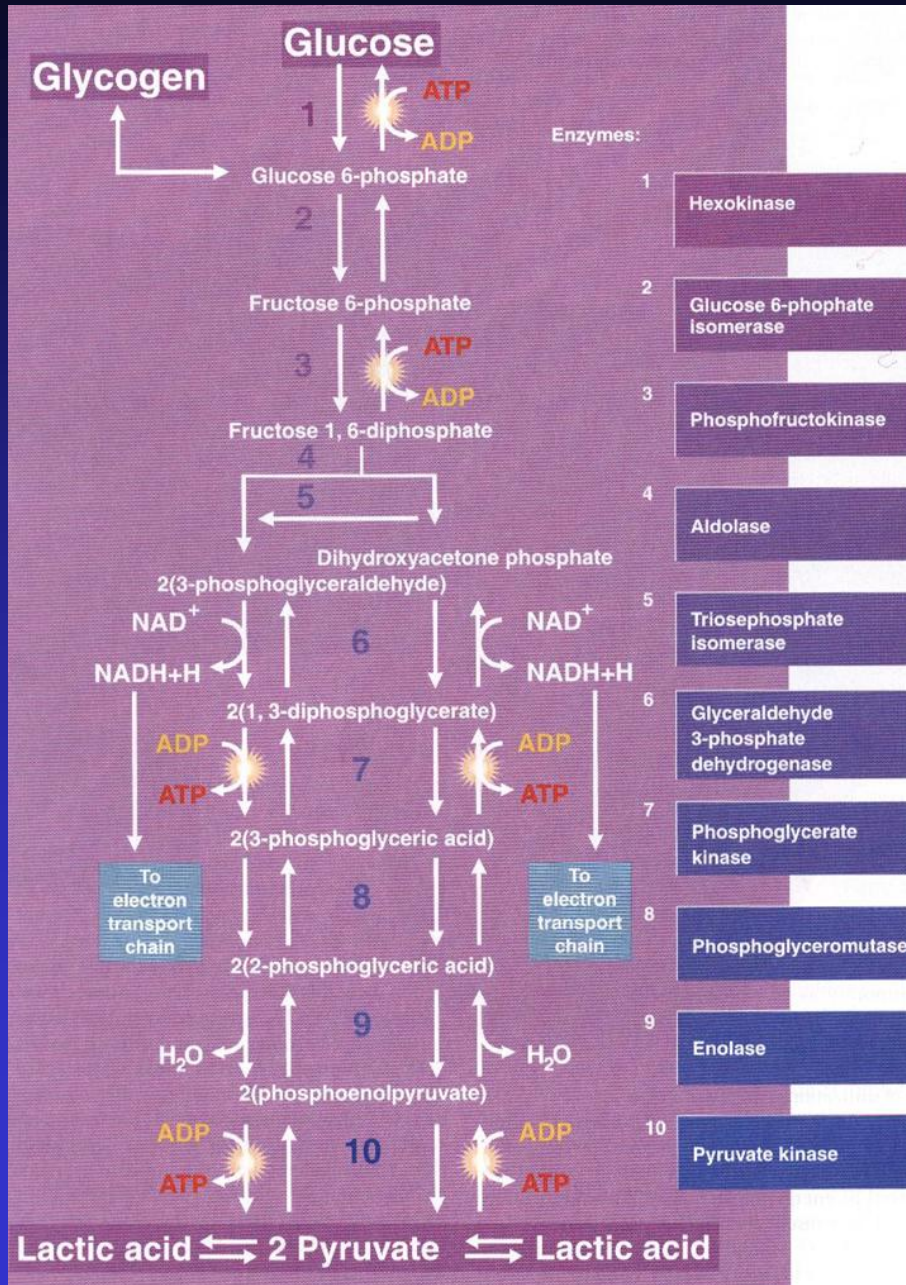 Glucose
Glycogen
1
ATP
ADP
Glucose 6-phosphate
2
Fructose 6-phosphate
3
ATP
ADP
Fructose 1, 6-diphosphate
4
5
Dihydroxyacetone phosphate
2(3-phosphoglyceraldehyde)
NAD+
6
NAD+
NADH+H
NADH+H
2(1, 3-diphosphoglycerate)
ADP
7
ADP
ATP
ATP
2(3-phosphoglyceric acid)
To
electron
transport
chain
8
To
electron
transport
chain
2(2-phosphoglyceric acid)
9
H2O
H2O
2(phosphoenolpyruvate)
ADP
10
ADP
ATP
ATP
Lactic acid 2 Pyruvate Lactic acid
Enzymes:
1
Hexokinase
2
Glucose 6-phophate
isomerase
3
Phosphofructokinase
4
Aldolase
5
Triosephosphate
isomerase
6
Glyceraldehyde
3-phosphate
dehydrogenase
7
Phosphoglycerate
kinase
8
Phosphoglyceromutase
9
Enolase
10
Pyruvate kinase